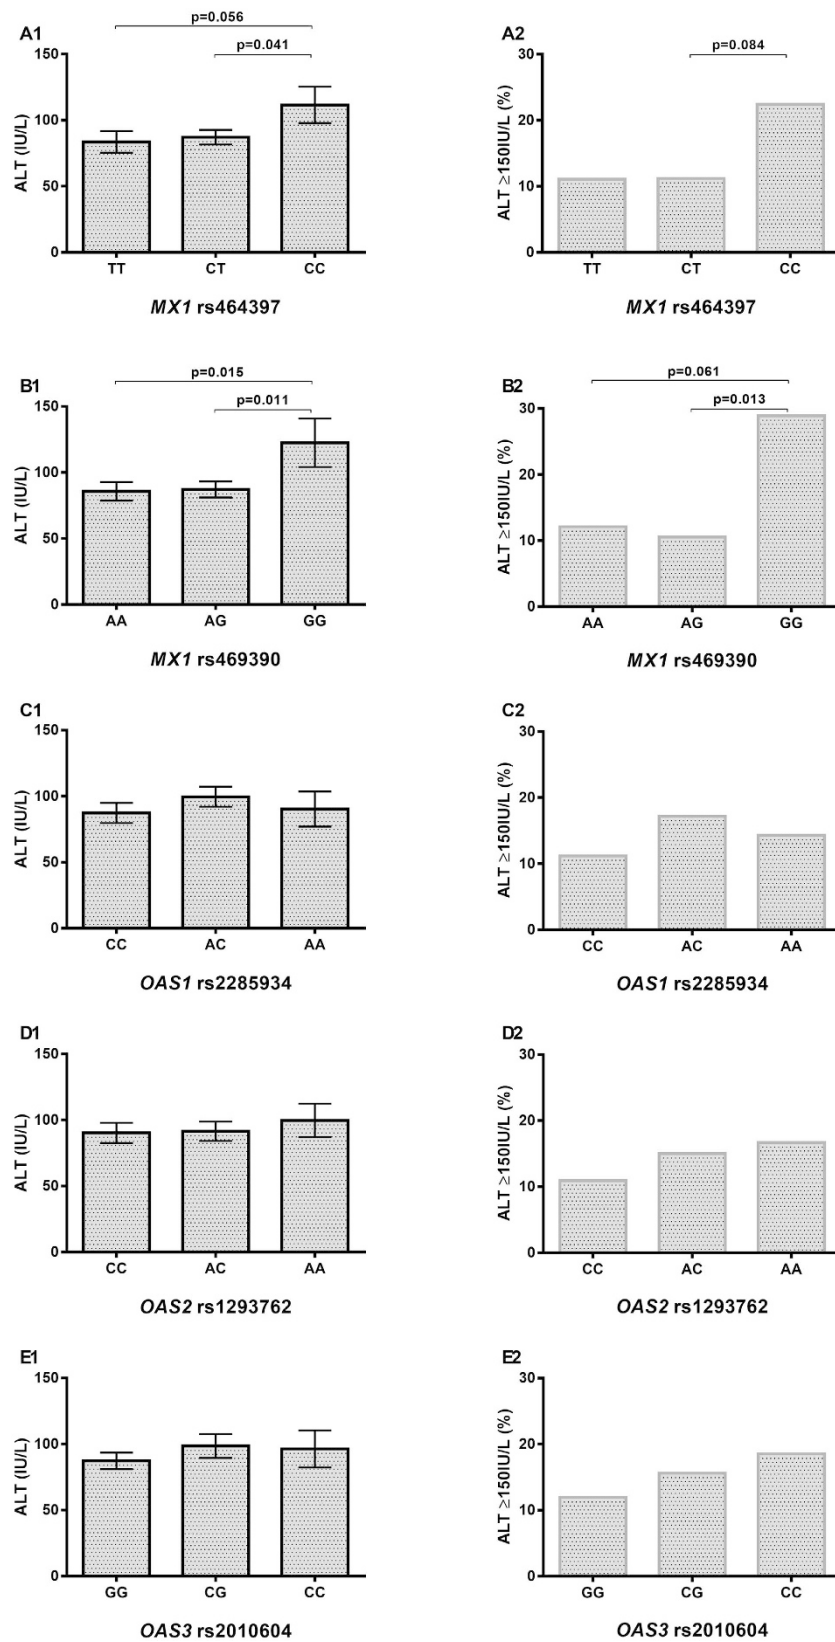 A1
p=0.056
p=0.041
150
100
50
0
ALT (IU/L)
TT CT CC
MX1 rs464397
A2
p=0.084
30
20
10
0
ALT ≥150IU/L (%)
TT CT CC
MX1 rs464397
B1
p=0.015
p=0.011
150
100
50
0
ALT (IU/L)
AA AG GG
MX1 rs469390
B2
p=0.061
p=0.013
30
20
10
0
ALT ≥150IU/L (%)
AA AG GG
MX1 rs469390
C1
150
100
50
0
ALT (IU/L)
CC AC AA
OAS1 rs2285934
C2
30
20
10
0
ALT ≥150IU/L (%)
CC AC AA
OAS1 rs2285934
D1
150
100
50
0
ALT (IU/L)
CC AC AA
OAS2 rs1293762
D2
30
20
10
0
ALT ≥150IU/L (%)
CC AC AA
OAS2 rs1293762
E1
150
100
50
0
ALT (IU/L)
GG CG CC
OAS3 rs2010604
E2
30
20
10
0
ALT ≥150IU/L (%)
GG CG CC
OAS3 rs2010604